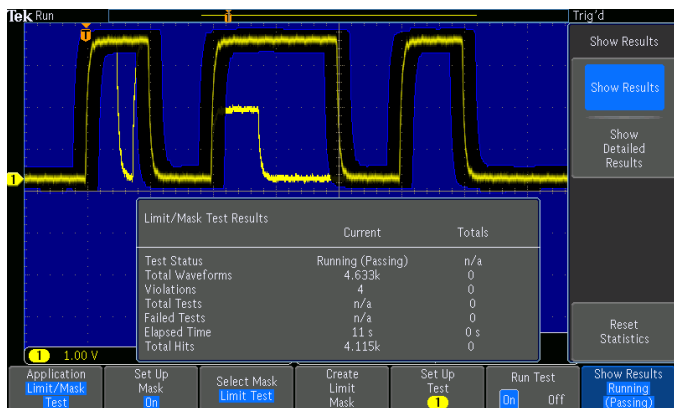 Tek Run
Trig'd
T
T
1
Show Results
Show Results
Show
Detailed
Results
Reset
Statistics
Limit/Mask Test Results
Current Totals
Test Status Running (Passing) n/a
Total Waveforms 4.633k 0
Violations 4 0
Total Tests n/a 0
Failed Tests n/a 0
Elapsed Time 11 s 0 s
Total Hits 4.115k 0
1 1.00 V
Application
Limit/Mask
Test
Set Up
Mask
On
Select Mask
Limit Test
Create
Limit
Mask
Set Up
Test
1
Run Test
On Off
Show Results
Running
(Passing)